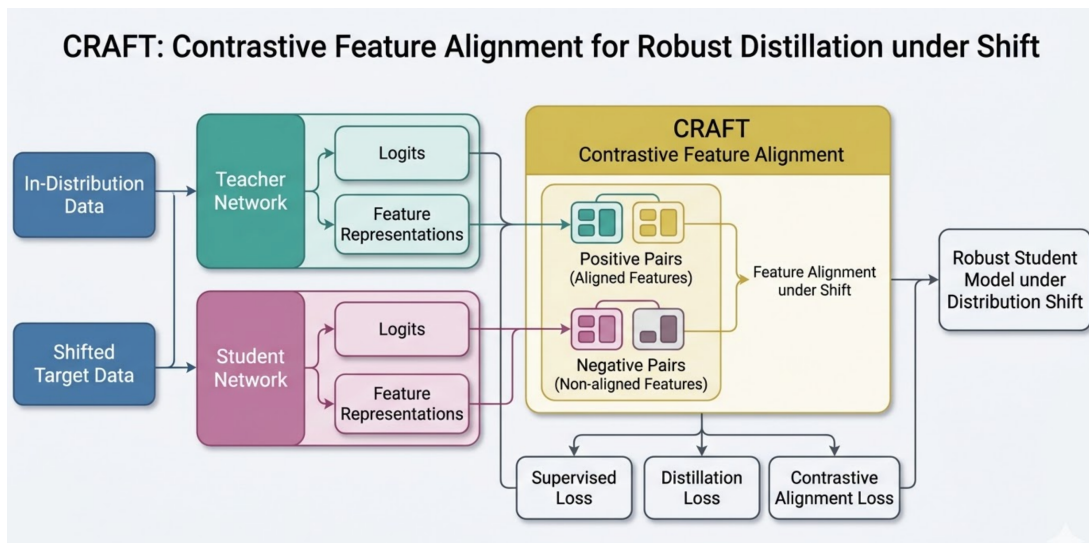 CRAFT: Contrastive Feature Alignment for Robust Distillation under Shift
In-Distribution
Data
Shifted
Target Data
Teacher
Network
Logits
Feature
Representations
Student
Network
Logits
Feature
Representations
CRAFT
Contrastive Feature Alignment
Positive Pairs
(Aligned Features)
Negative Pairs
(Non-aligned Features)
Feature Alignment
under Shift
Supervised
Loss
Distillation
Loss
Contrastive
Alignment Loss
Robust Student
Model under
Distribution Shift